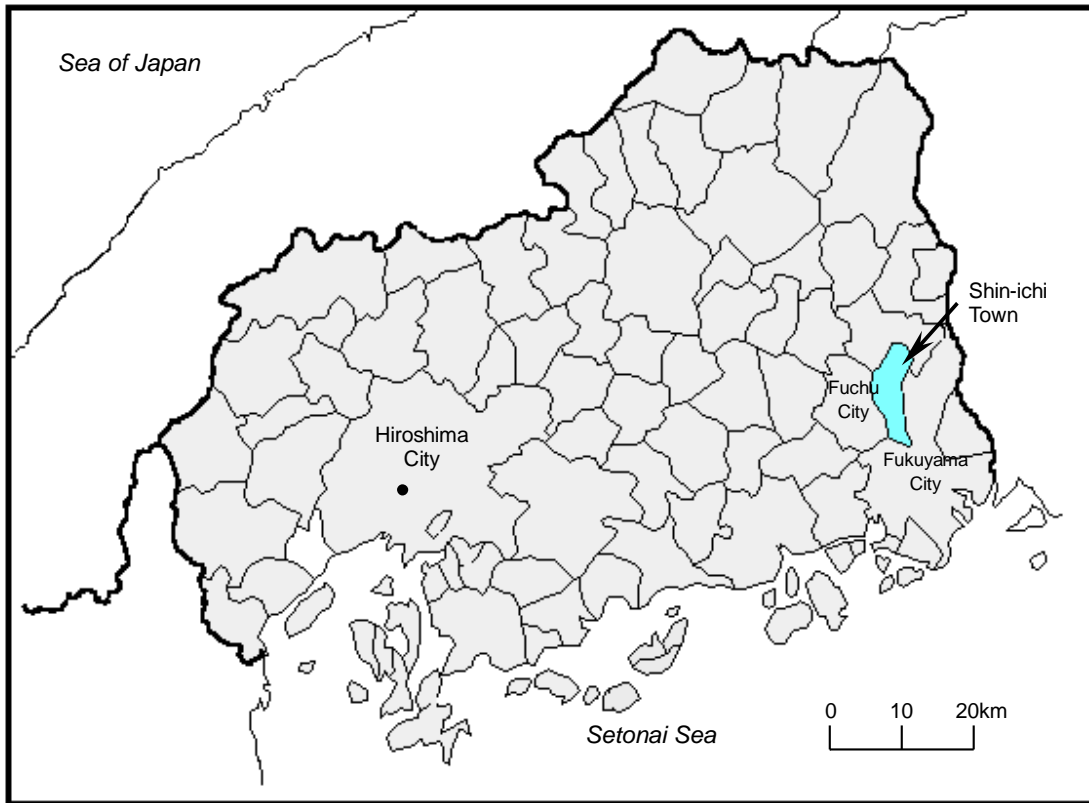 Sea of Japan
Shin-ichi
Town
Fuchu
City
Hiroshima
City
Fukuyama
City
0 10 20km
Setonai Sea